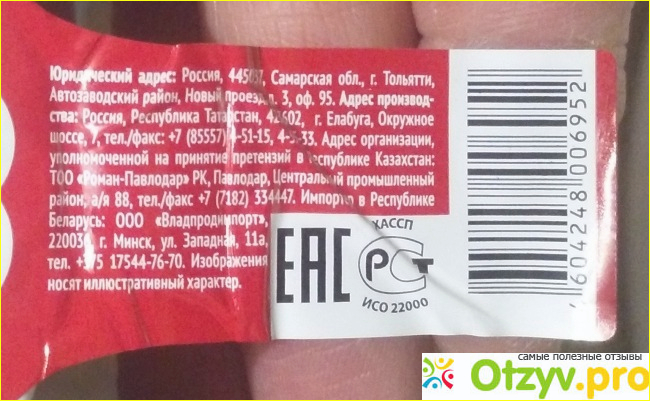 Юридический адрес: Россия, Самарская обл., г. Тольятти,
Автозаводский район, Новый проезд, 3, оф. 95. Адрес производ-
ства: Россия, Республика Татарстан, г. Елабуга, Окружное
шоссе, 7, тел./факс: +7 (85557) 4-51-15, Адрес организации,
уполномоченной на принятие претензий в Республике Казахстан:
ТОО «Роман-Павлодар» РК, Павлодар, Центральный промышленный
район, а/я 88, тел./факс +7 (7182) 334447. Импортер в Республике
Беларусь: ООО «Владпродимпорт»,
г. Минск, ул. Западная, 11а,
тел. +375 17544-76-70. Изображения
носят иллюстративный характер.
EAC
ХАССП
РСТ
ИСО 22000
4604248006952
самые полезные отзывы
Otzyv.pro